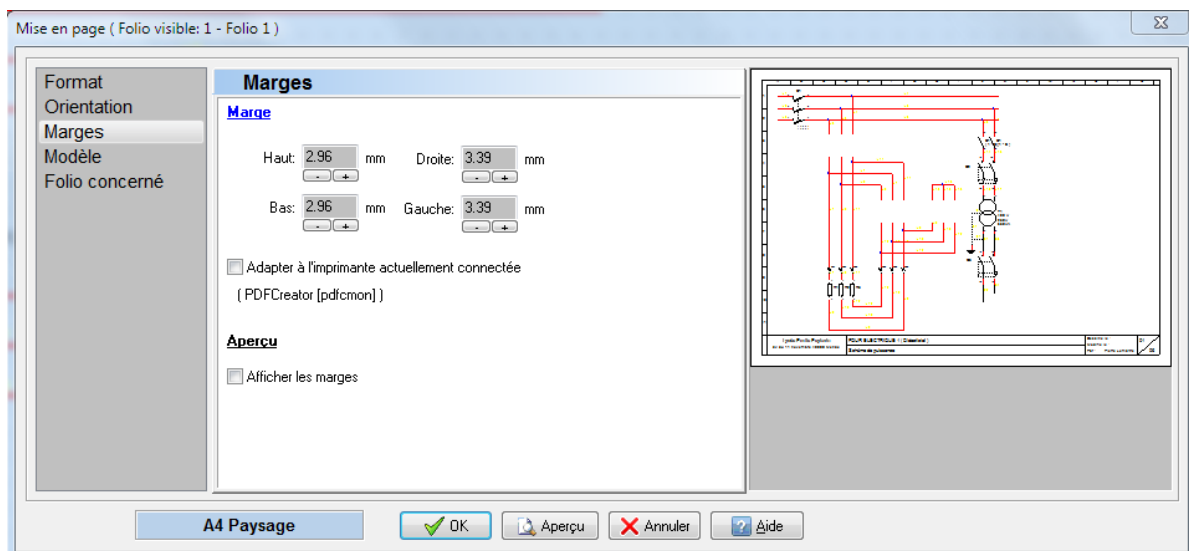 Mise en page ( Folio visible: 1 - Folio 1 )
Format
Orientation
Marges
Modèle
Folio concerné
Marges
Marge
Haut: 2.96 mm Droite: 3.39 mm
- + - +
Bas: 2.96 mm Gauche: 3.39 mm
- + - +
Adapter à l'imprimante actuellement connectée
( PDFCreator [pdfcmon] )
Aperçu
Afficher les marges
FOUR ELECTRIQUE 1 ( Dissociation )
Schéma de puissance
A4 Paysage
OK
Aperçu
Annuler
Aide